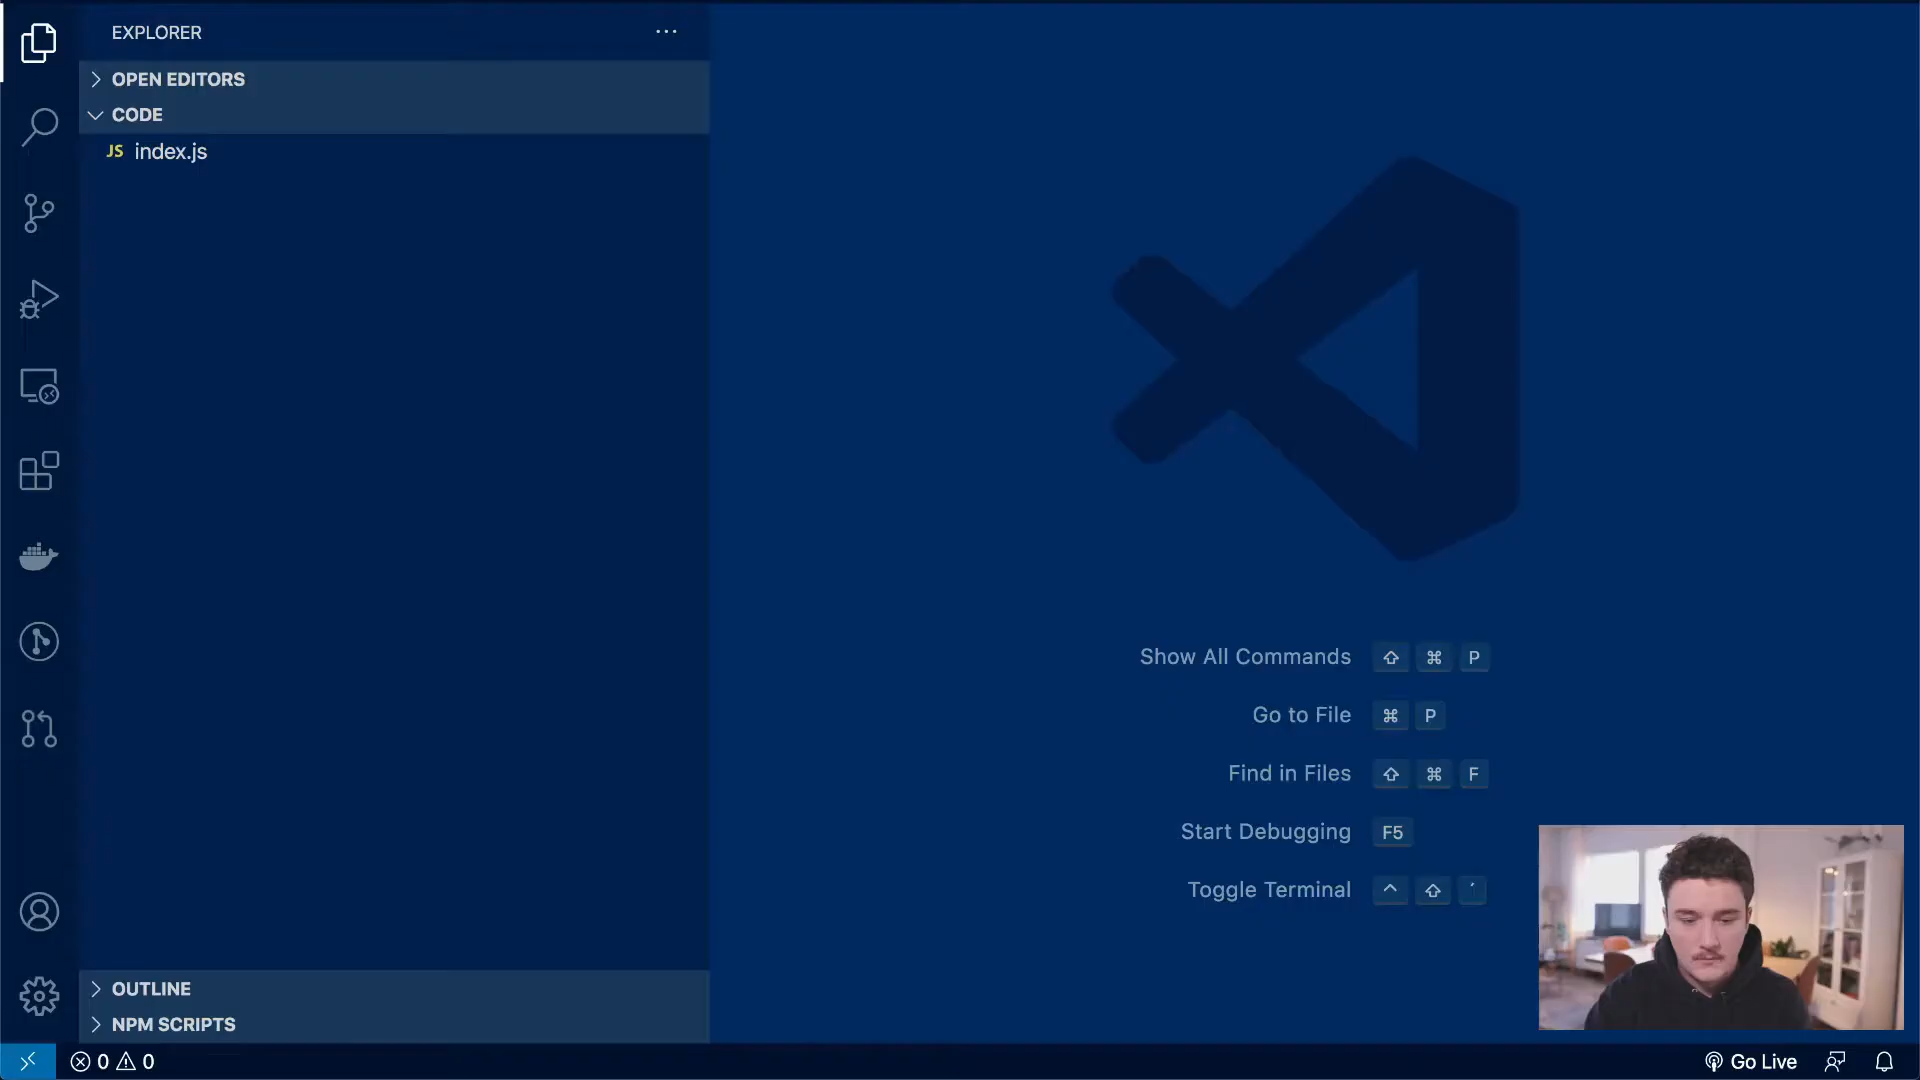 EXPLORER
OPEN EDITORS
CODE
JS index.js
Show All Commands ⇧ ⌘ P
Go to File ⌘ P
Find in Files ⇧ ⌘ F
Start Debugging F5
Toggle Terminal ^ ⇧ ´
OUTLINE
NPM SCRIPTS
0 0
Go Live